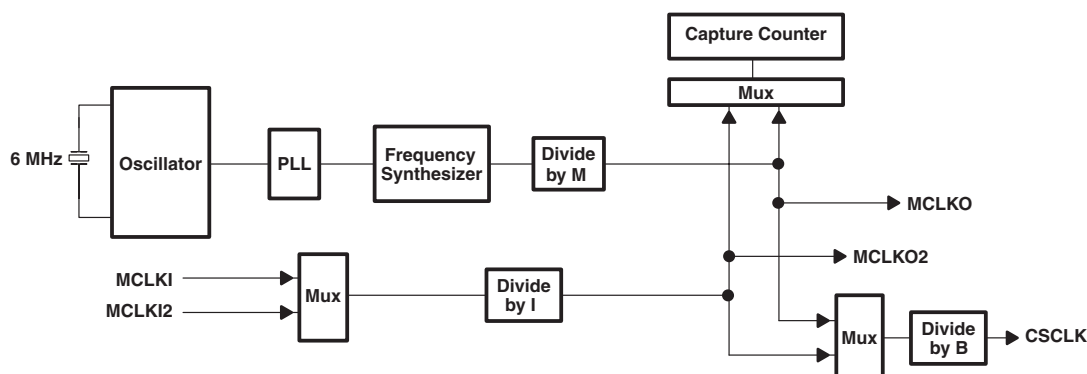 Capture Counter
Mux
6 MHz
Oscillator
PLL
Frequency
Synthesizer
Divide
by M
MCLKO
MCLKO2
MCLKI
MCLKI2
Mux
Divide
by I
Mux
Divide
by B
CSCLK